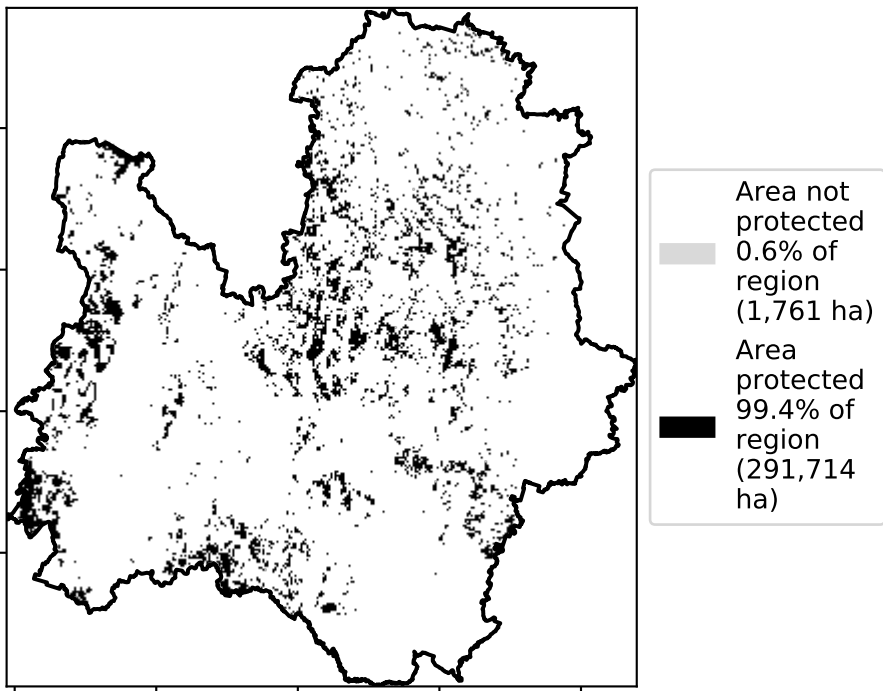 Area not
protected
0.6% of
region
(1,761 ha)
Area
protected
99.4% of
region
(291,714
ha)